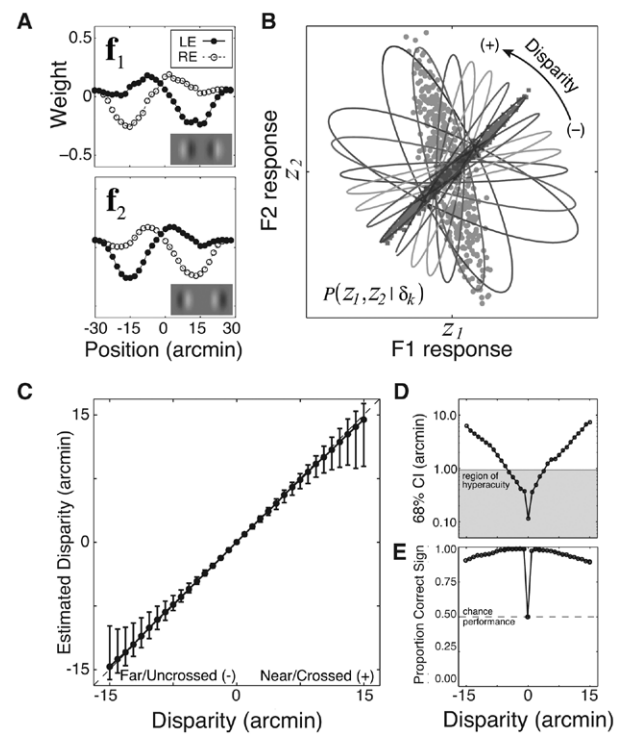 A
f1
LE
RE
0.5
0
-0.5
Weight
f2
-30 -15 0 15 30
Position (arcmin)
B
(+)
Disparity
(-)
F2 response
z2
P(z1,z2|δk)
z1
F1 response
C
15
0
-15
Estimated Disparity (arcmin)
Far/Uncrossed (-)
Near/Crossed (+)
-15 0 15
Disparity (arcmin)
D
10.0
1.00
0.10
68% CI (arcmin)
region of
hyperacuity
E
1.00
0.75
0.50
0.25
0.00
Proportion Correct Sign
chance
performance
-15 0 15
Disparity (arcmin)